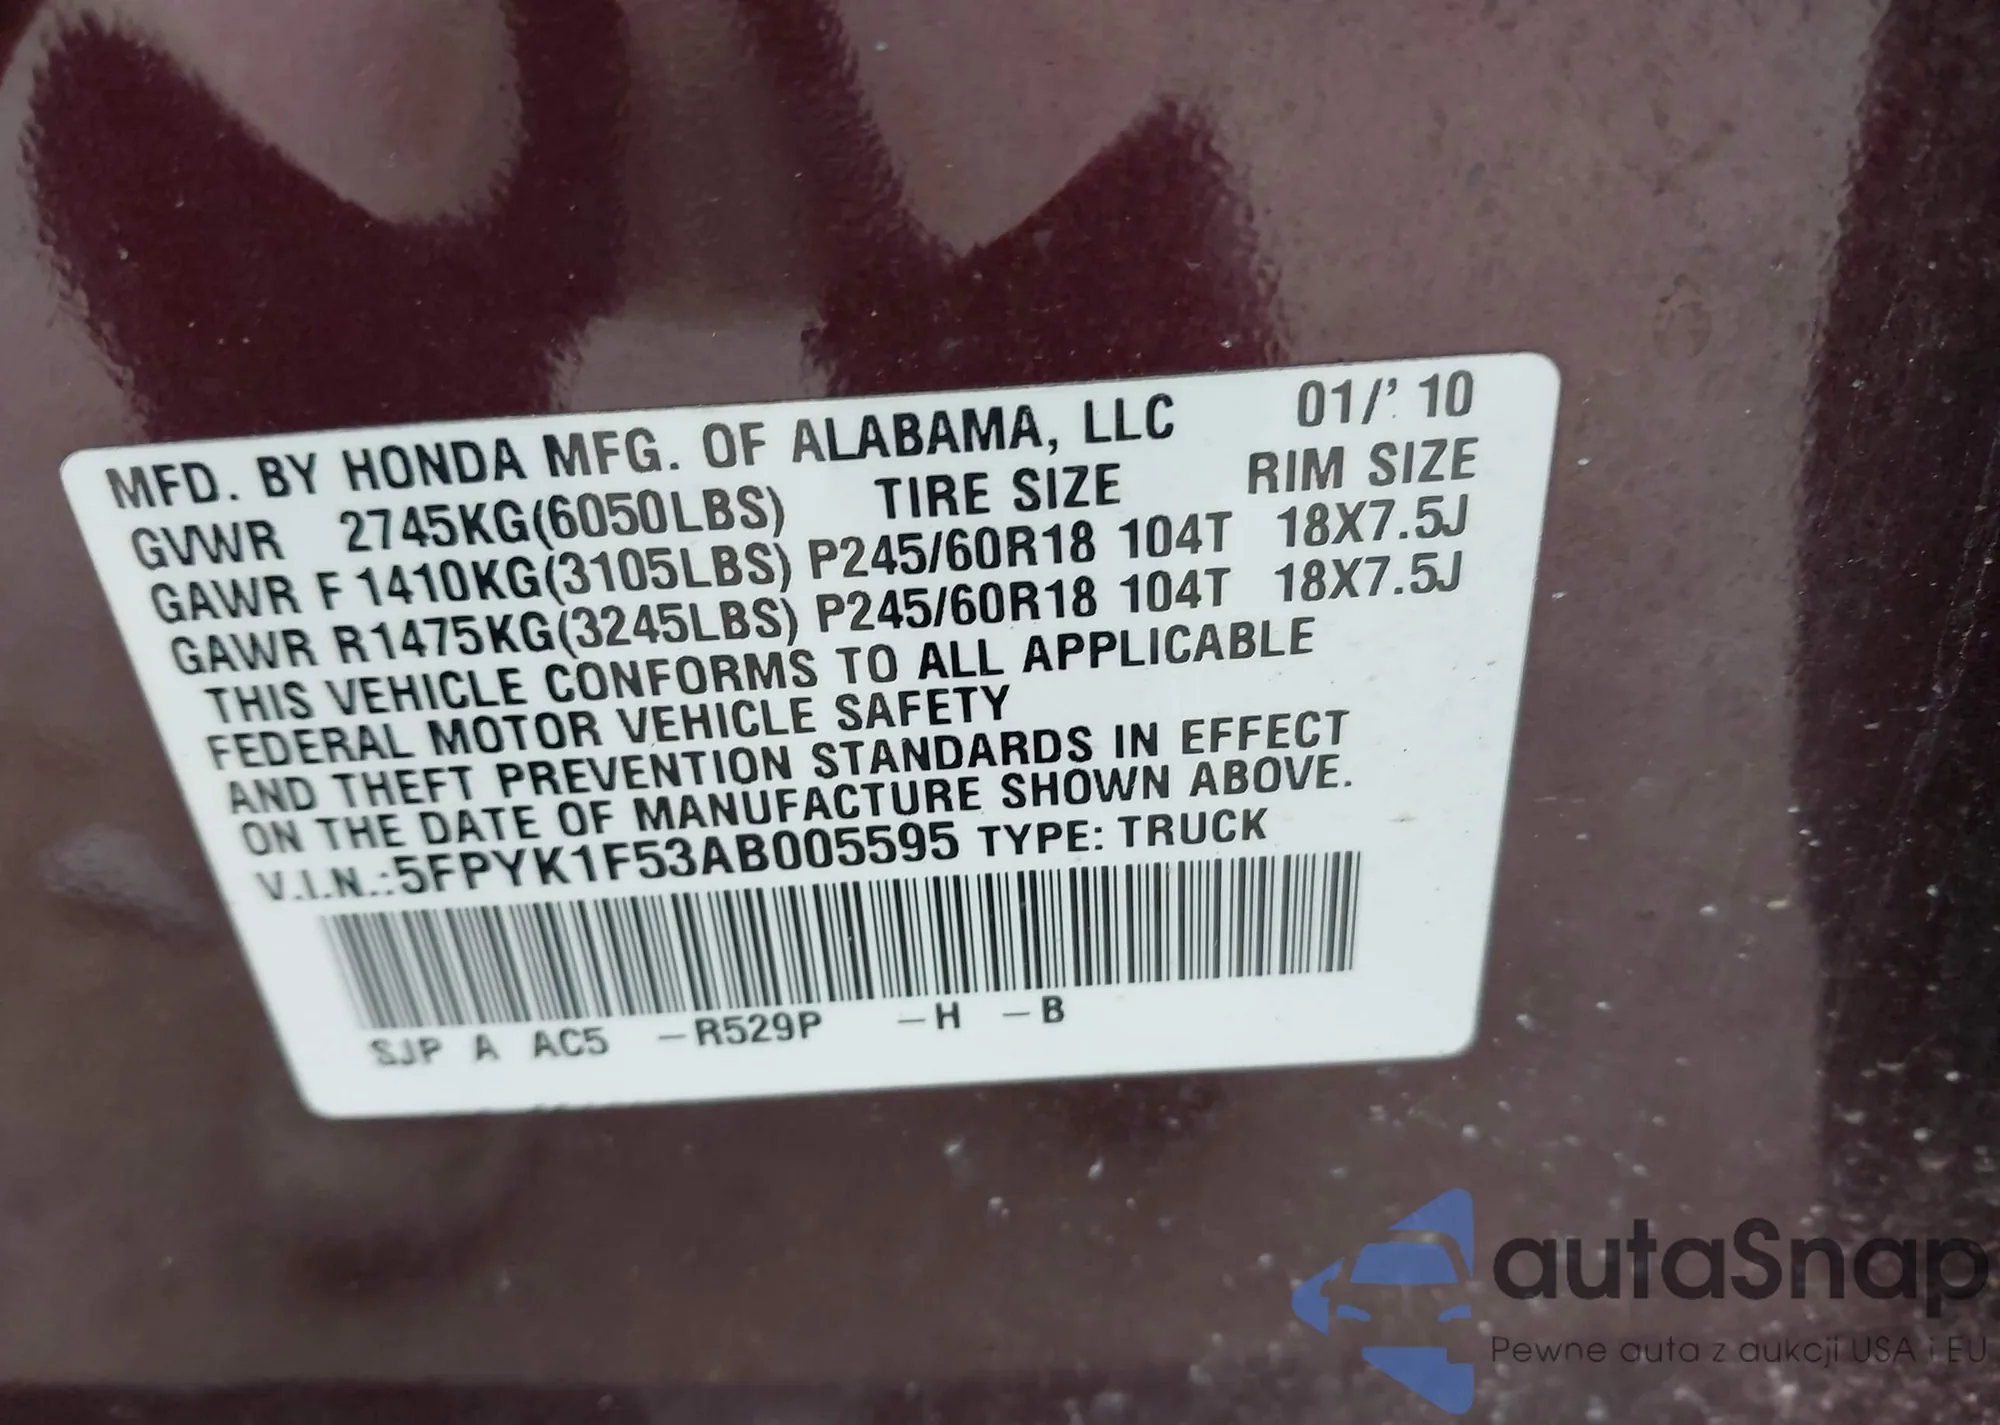 MFD. BY HONDA MFG. OF ALABAMA, LLC 01/'10
GVWR 2745KG(6050LBS) TIRE SIZE RIM SIZE
GAWR F 1410KG(3105LBS) P245/60R18 104T 18X7.5J
GAWR R1475KG(3245LBS) P245/60R18 104T 18X7.5J
THIS VEHICLE CONFORMS TO ALL APPLICABLE
FEDERAL MOTOR VEHICLE SAFETY
AND THEFT PREVENTION STANDARDS IN EFFECT
ON THE DATE OF MANUFACTURE SHOWN ABOVE.
V.I.N.:5FPYK1F53AB005595 TYPE: TRUCK
SJP A AC5 –R529P –H –B
autaSnap
Pewne auta z aukcji USA i EU